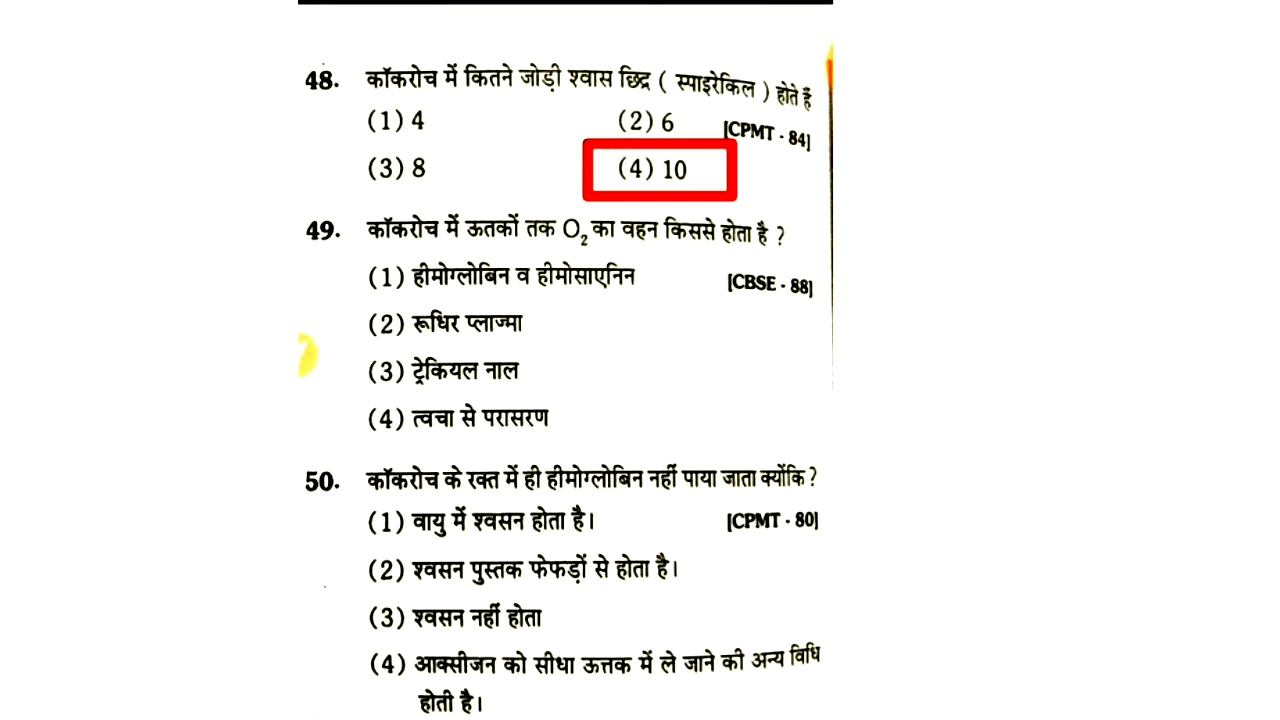 48. कॉकरोच में कितने जोड़ी श्वास छिद्र ( स्पाइरेकिल ) होते हैं
(1) 4 (2) 6 [CPMT - 84]
(3) 8 (4) 10
49. कॉकरोच में ऊतकों तक O₂ का वहन किससे होता है ?
(1) हीमोग्लोबिन व हीमोसाएनिन [CBSE - 88]
(2) रूधिर प्लाज्मा
(3) ट्रेकियल नाल
(4) त्वचा से परासरण
50. कॉकरोच के रक्त में ही हीमोग्लोबिन नहीं पाया जाता क्योंकि ?
(1) वायु में श्वसन होता है। [CPMT - 80]
(2) श्वसन पुस्तक फेफड़ों से होता है।
(3) श्वसन नहीं होता
(4) आक्सीजन को सीधा ऊत्तक में ले जाने की अन्य विधि
होती है।